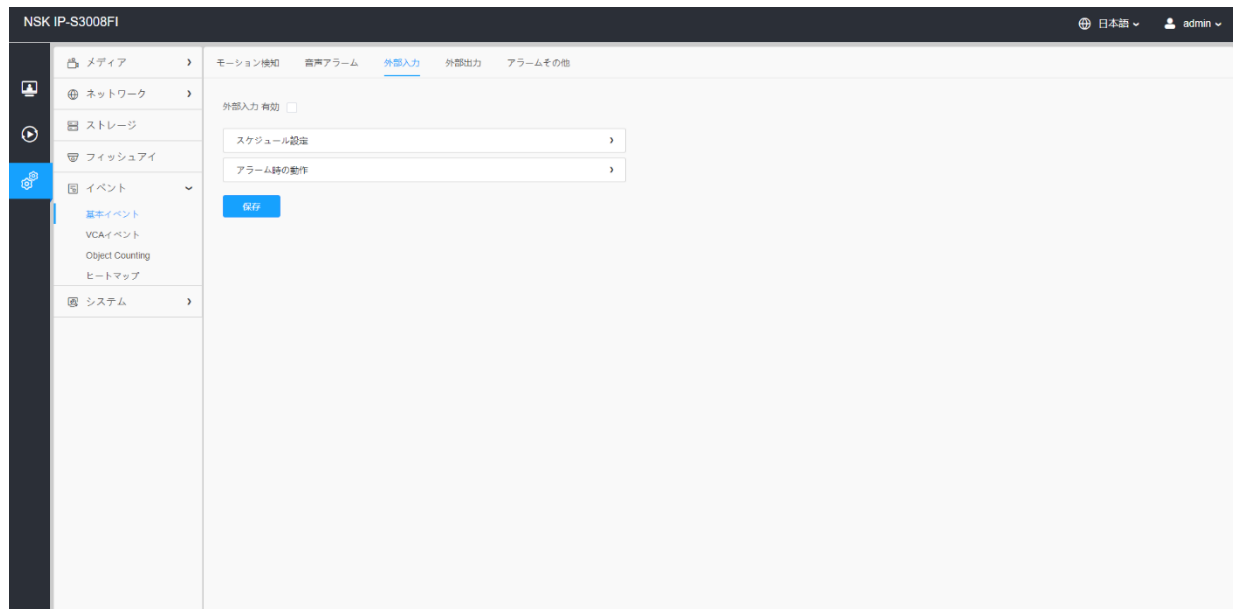 NSK IP-S3008FI
日本語
admin
メディア
ネットワーク
ストレージ
フィッシュアイ
イベント
基本イベント
VCAイベント
Object Counting
ヒートマップ
システム
モーション検知 音声アラーム 外部入力 外部出力 アラームその他
外部入力 有効
スケジュール設定
アラーム時の動作
保存